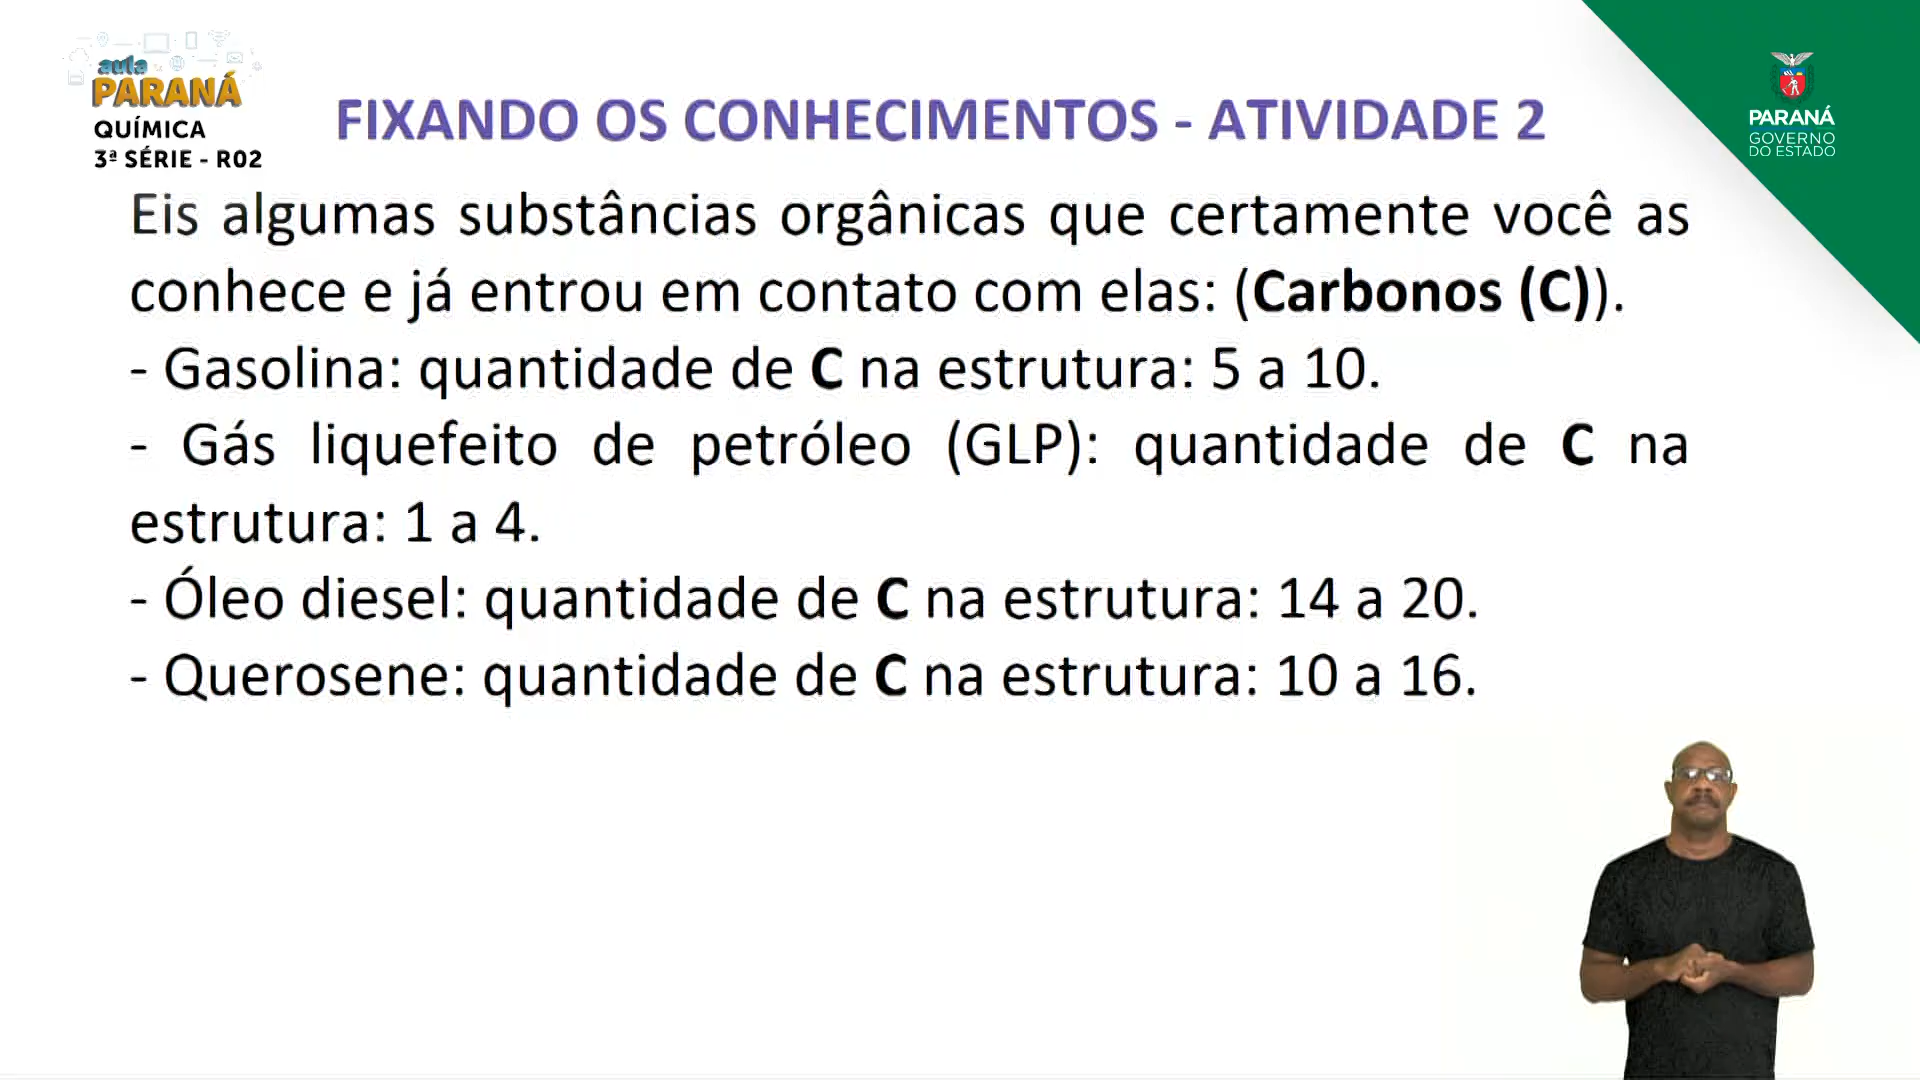 aula
PARANÁ
QUÍMICA
3ª SÉRIE - R02
FIXANDO OS CONHECIMENTOS - ATIVIDADE 2
PARANÁ
GOVERNO
DO ESTADO
Eis algumas substâncias orgânicas que certamente você as
conhece e já entrou em contato com elas: (Carbonos (C)).
- Gasolina: quantidade de C na estrutura: 5 a 10.
- Gás liquefeito de petróleo (GLP): quantidade de C na
estrutura: 1 a 4.
- Óleo diesel: quantidade de C na estrutura: 14 a 20.
- Querosene: quantidade de C na estrutura: 10 a 16.